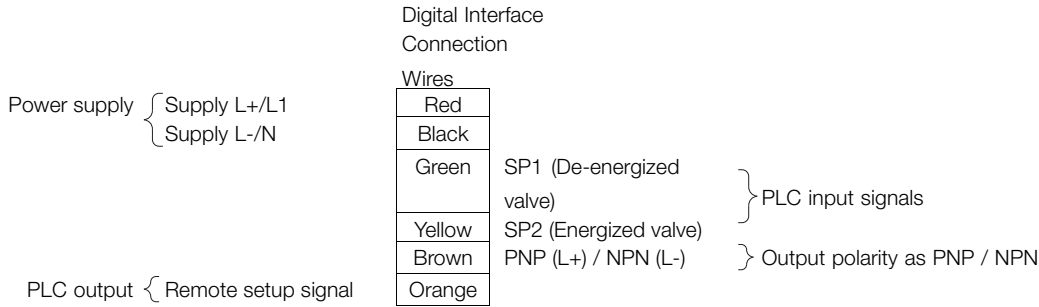 Digital Interface
Connection
Wires
Power supply Supply L+/L1 Red
Supply L-/N Black
Green SP1 (De-energized
valve)
PLC input signals
Yellow SP2 (Energized valve)
Brown PNP (L+) / NPN (L-) Output polarity as PNP / NPN
PLC output Remote setup signal Orange